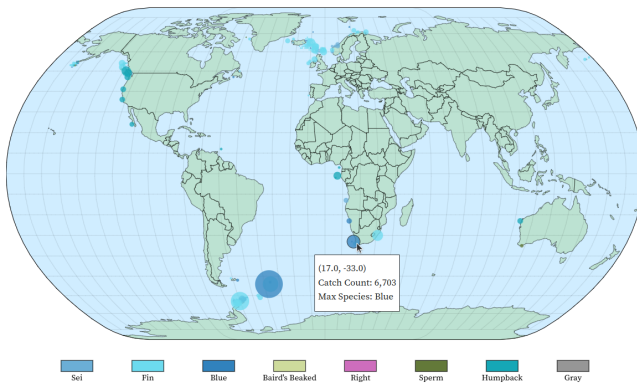 (17.0, -33.0)
Catch Count: 6,703
Max Species: Blue
Sei Fin Blue Baird's Beaked Right Sperm Humpback Gray